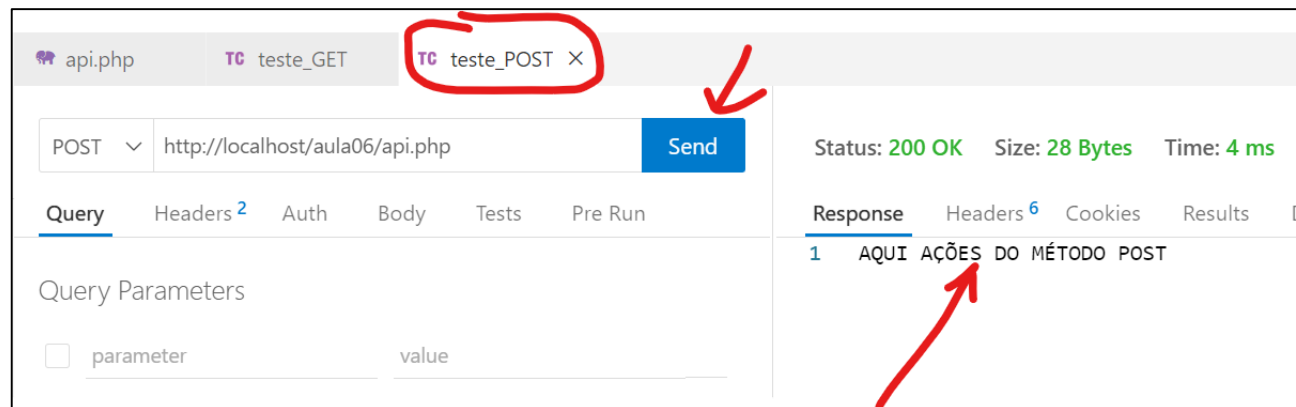 api.php TC teste_GET TC teste_POST ×
POST http://localhost/aula06/api.php Send
Status: 200 OK Size: 28 Bytes Time: 4 ms
Query Headers 2 Auth Body Tests Pre Run
Response Headers 6 Cookies Results
1 AQUI AÇÕES DO MÉTODO POST
Query Parameters
parameter value